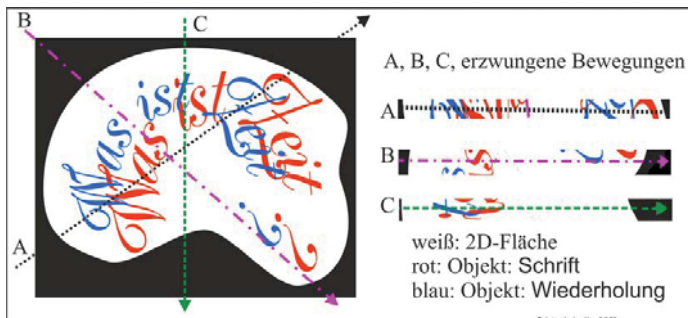 B
C
A
Was ist Zeit ?
Was ist Zeit ?
A, B, C, erzwungene Bewegungen
A
B
C
weiß: 2D-Fläche
rot: Objekt: Schrift
blau: Objekt: Wiederholung